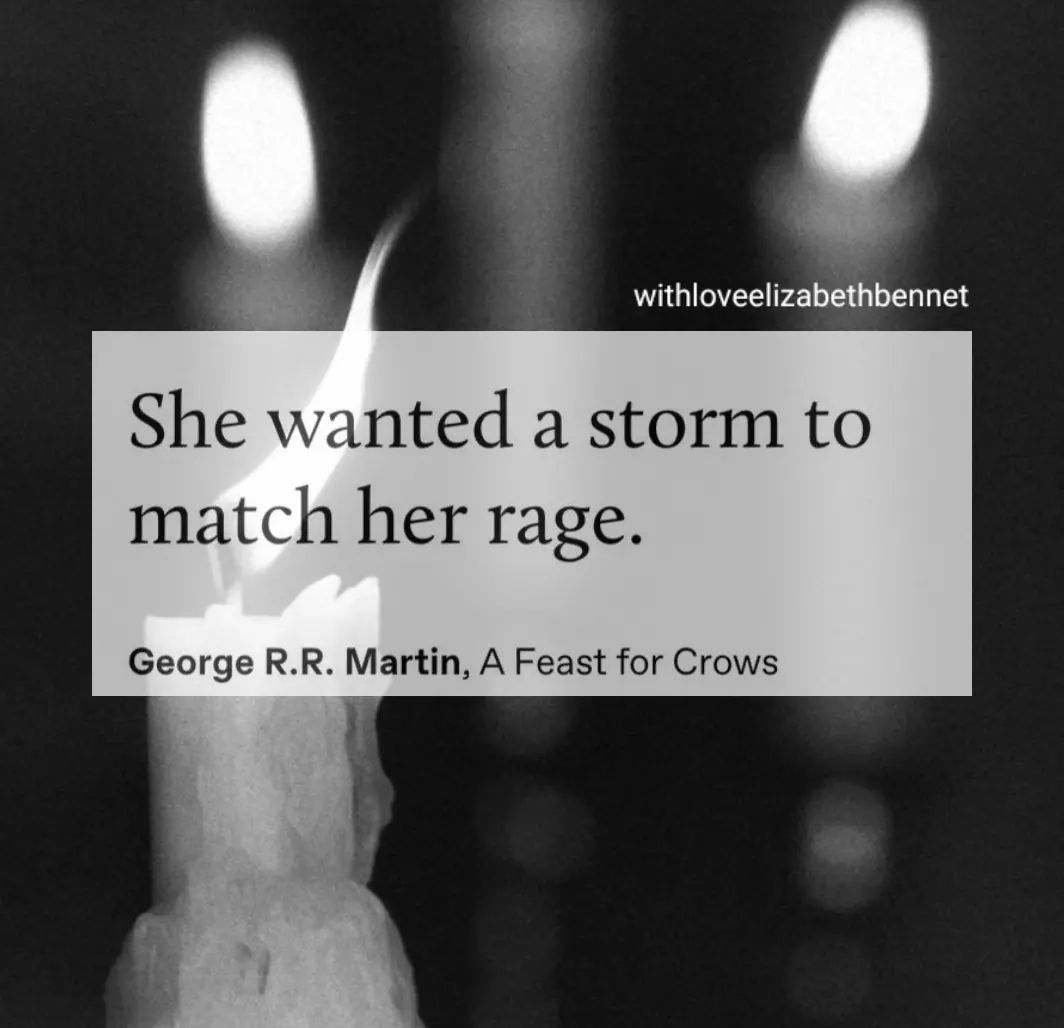 withloveelizabethbennet
She wanted a storm to
match her rage.
George R.R. Martin, A Feast for Crows